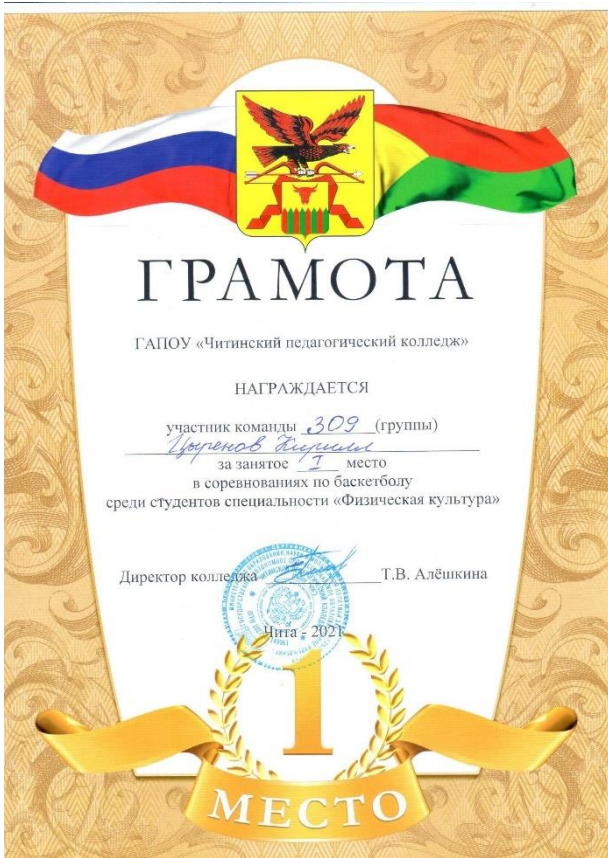 ГРАМОТА
ГАПОУ «Читинский педагогический колледж»
НАГРАЖДАЕТСЯ
участник команды 309 (группы)
Цыренов Кирилл
за занятое I место
в соревнованиях по баскетболу
среди студентов специальности «Физическая культура»
Директор колледжа Т.В. Алёшкина
Чита - 2021
1
МЕСТО